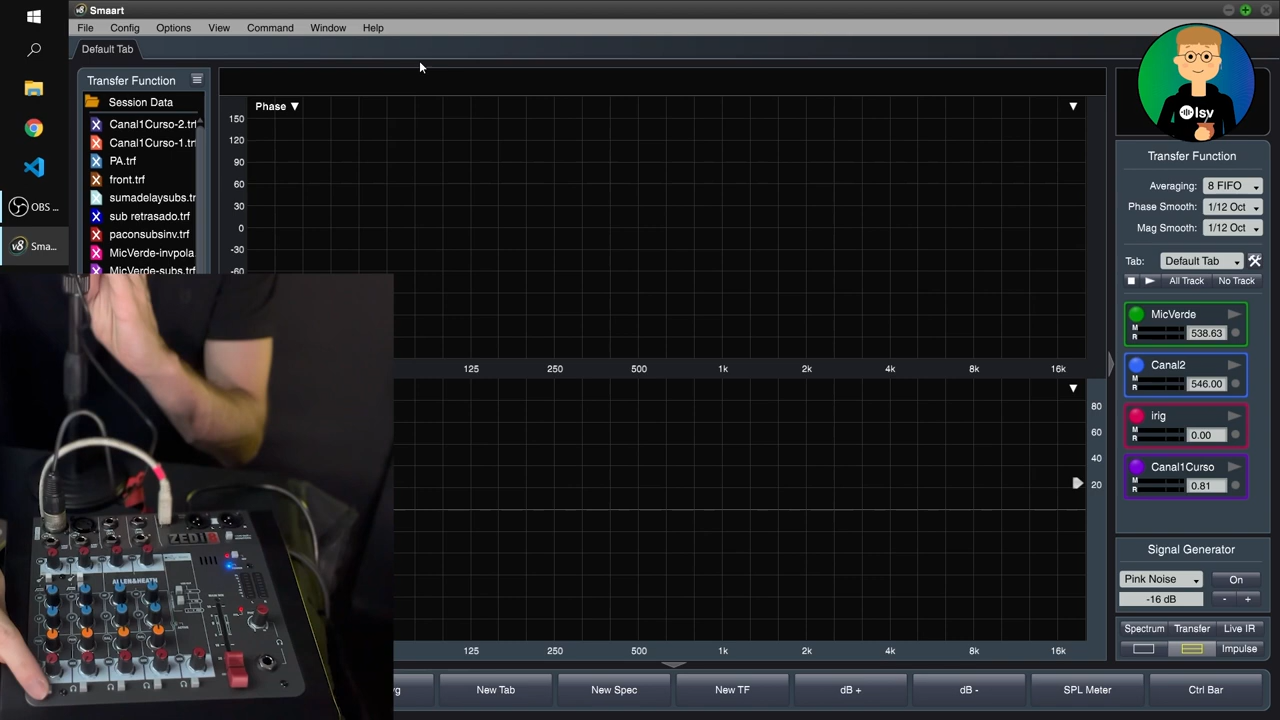 Smaart
File Config Options View Command Window Help
Default Tab
Transfer Function
Session Data
Canal1Curso-2.trf
Canal1Curso-1.trf
PA.trf
front.trf
sumadelaysubs.tr
sub retrasado.trf
paconsubsinv.trf
MicVerde-invpola
MicVerde-subs.trf
OBS ...
v8 Sma...
Phase ▼
150
120
90
60
30
0
-30
-60
125 250 500 1k 2k 4k 8k 16k
80
60
40
20
125 250 500 1k 2k 4k 8k 16k
lsv
Transfer Function
Averaging: 8 FIFO
Phase Smooth: 1/12 Oct
Mag Smooth: 1/12 Oct
Tab: Default Tab
All Track No Track
MicVerde
M
R 538.63
Canal2
M
R 546.00
irig
M
R 0.00
Canal1Curso
M
R 0.81
Signal Generator
Pink Noise On
-16 dB - +
Spectrum Transfer Live IR
Impulse
New Tab New Spec New TF dB + dB - SPL Meter Ctrl Bar
ALLEN&HEATH